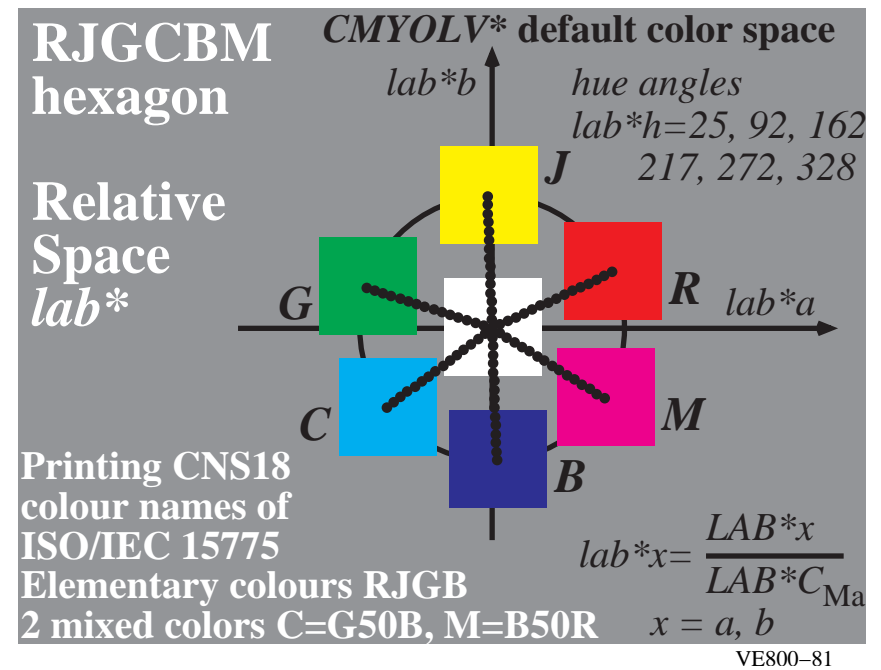 RJGCBM
hexagon
CMYOLV* default color space
lab*b
hue angles
lab*h=25, 92, 162
217, 272, 328
J
Relative
Space
lab*
G
R
lab*a
C
M
B
Printing CNS18
colour names of
ISO/IEC 15775
Elementary colours RJGB
2 mixed colors C=G50B, M=B50R
lab*x=
LAB*x
LAB*CMa
x = a, b
VE800−81